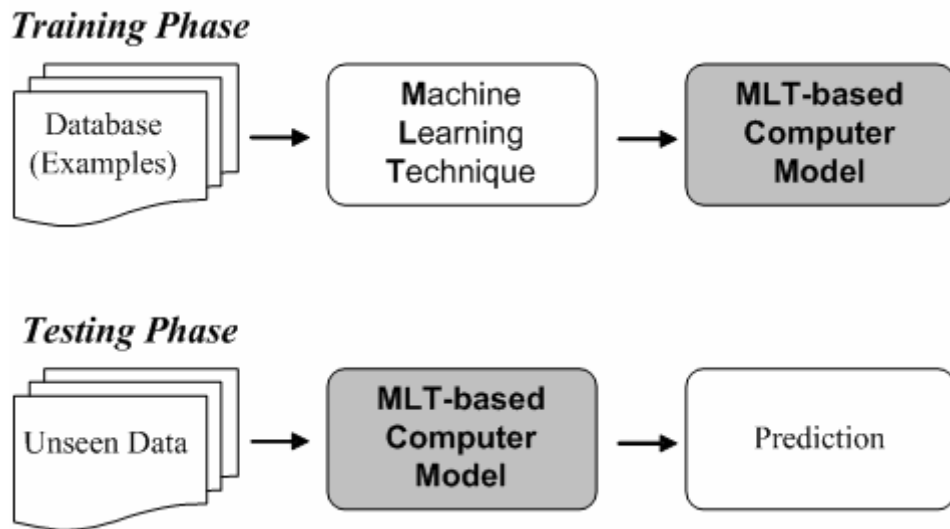 Training Phase
Database
(Examples)
Machine
Learning
Technique
MLT-based
Computer
Model
Testing Phase
Unseen Data
MLT-based
Computer
Model
Prediction